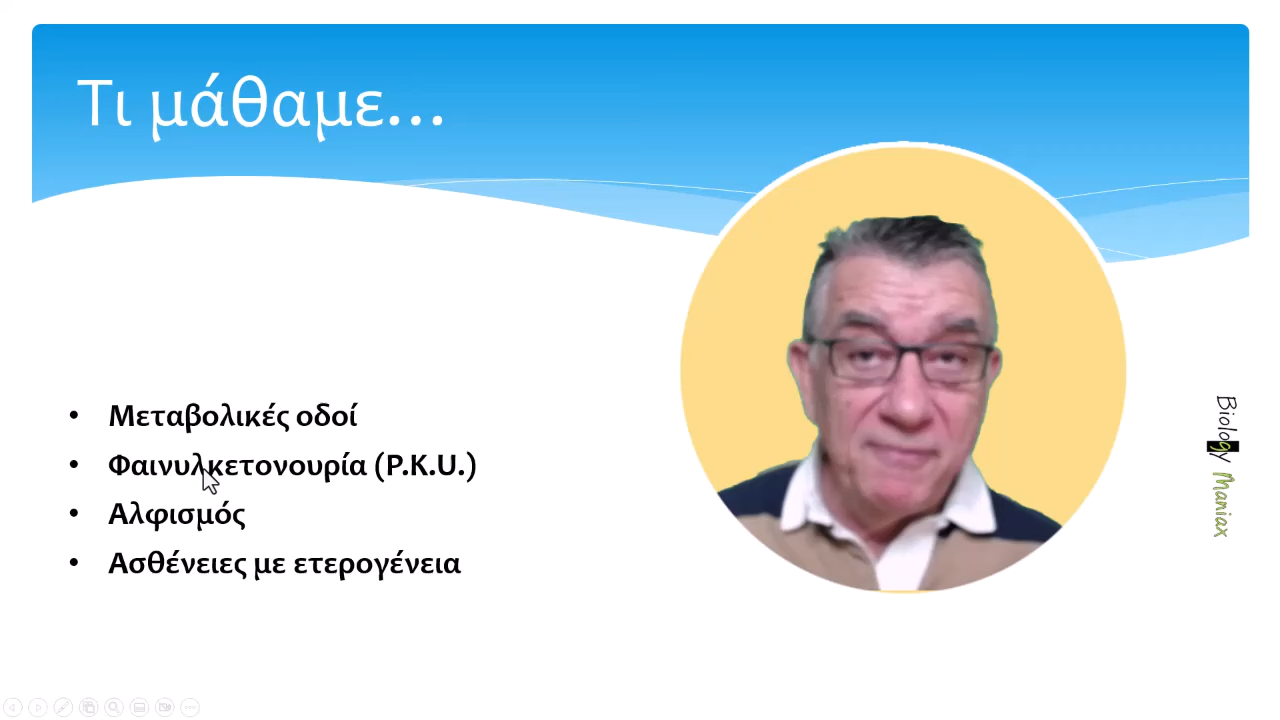 Τι μάθαμε...
• Μεταβολικές οδοί
• Φαινυλκετονουρία (P.K.U.)
• Αλφισμός
• Ασθένειες με ετερογένεια
Biology Maniax